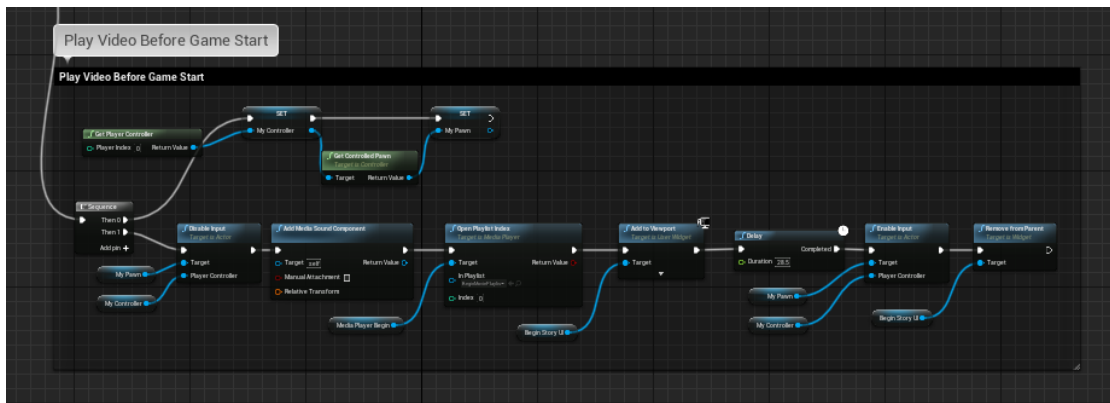 Play Video Before Game Start
Play Video Before Game Start
SET
My Controller
SET
My Pawn
Get Player Controller
Player Index 0 Return Value
Get Controlled Pawn
Target is Controller
Target Return Value
Sequence
Then 0
Then 1
Add pin +
Disable Input
Target is Actor
Target
Player Controller
My Pawn
My Controller
Add Media Sound Component
Target self Return Value
Manual Attachment
Relative Transform
Open Playlist Index
Target is Media Player
Target
In Playlist
Return Value
Index 0
Media Player Begin
Add to Viewport
Target is User Widget
Target
Begin Story UI
Delay
Completed
Duration 28.5
Enable Input
Target is Actor
Target
Player Controller
My Pawn
My Controller
Remove from Parent
Target is User Widget
Target
Begin Story UI